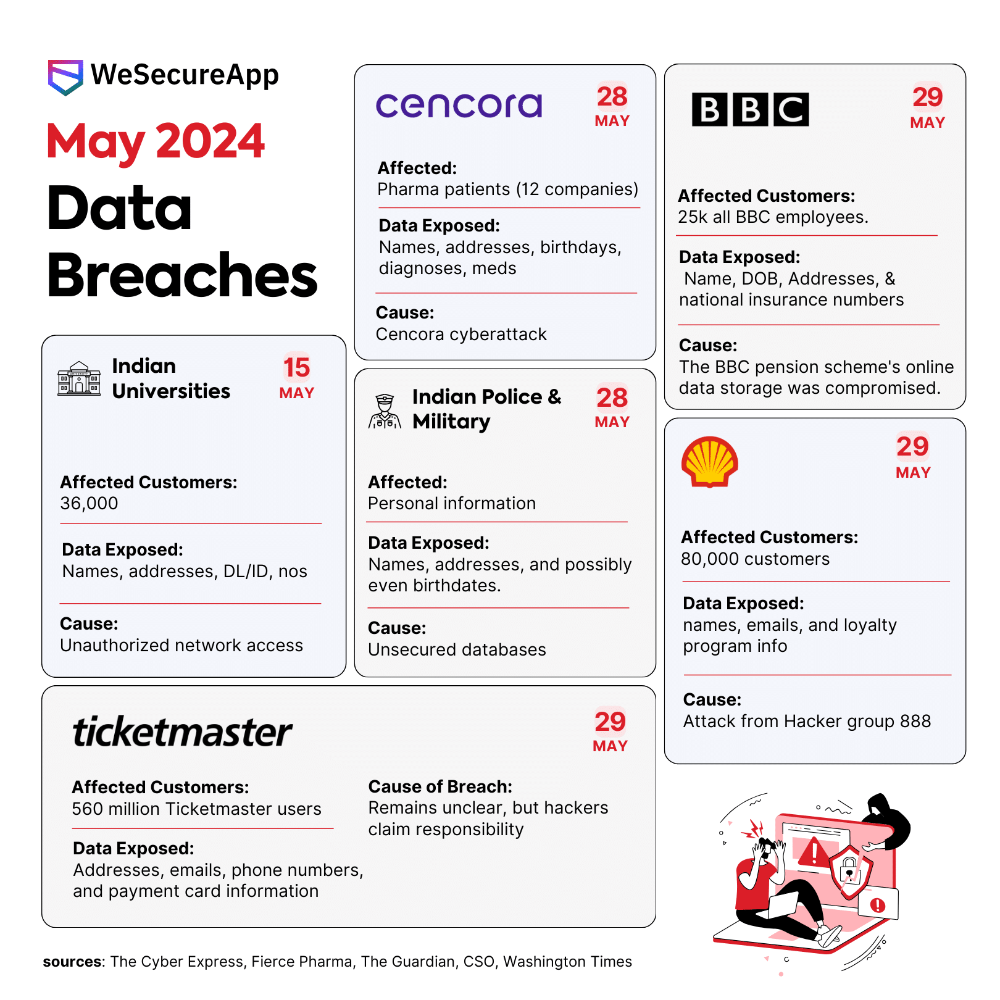 WeSecureApp
May 2024
Data
Breaches
cencora
28
MAY
Affected:
Pharma patients (12 companies)
Data Exposed:
Names, addresses, birthdays,
diagnoses, meds
Cause:
Cencora cyberattack
BBC
29
MAY
Affected Customers:
25k all BBC employees.
Data Exposed:
Name, DOB, Addresses, &
national insurance numbers
Cause:
The BBC pension scheme's online
data storage was compromised.
UNIVERSITY
Indian
Universities
15
MAY
Affected Customers:
36,000
Data Exposed:
Names, addresses, DL/ID, nos
Cause:
Unauthorized network access
Indian Police &
Military
28
MAY
Affected:
Personal information
Data Exposed:
Names, addresses, and possibly
even birthdates.
Cause:
Unsecured databases
29
MAY
Affected Customers:
80,000 customers
Data Exposed:
names, emails, and loyalty
program info
Cause:
Attack from Hacker group 888
ticketmaster
29
MAY
Affected Customers:
560 million Ticketmaster users
Data Exposed:
Addresses, emails, phone numbers,
and payment card information
Cause of Breach:
Remains unclear, but hackers
claim responsibility
sources: The Cyber Express, Fierce Pharma, The Guardian, CSO, Washington Times